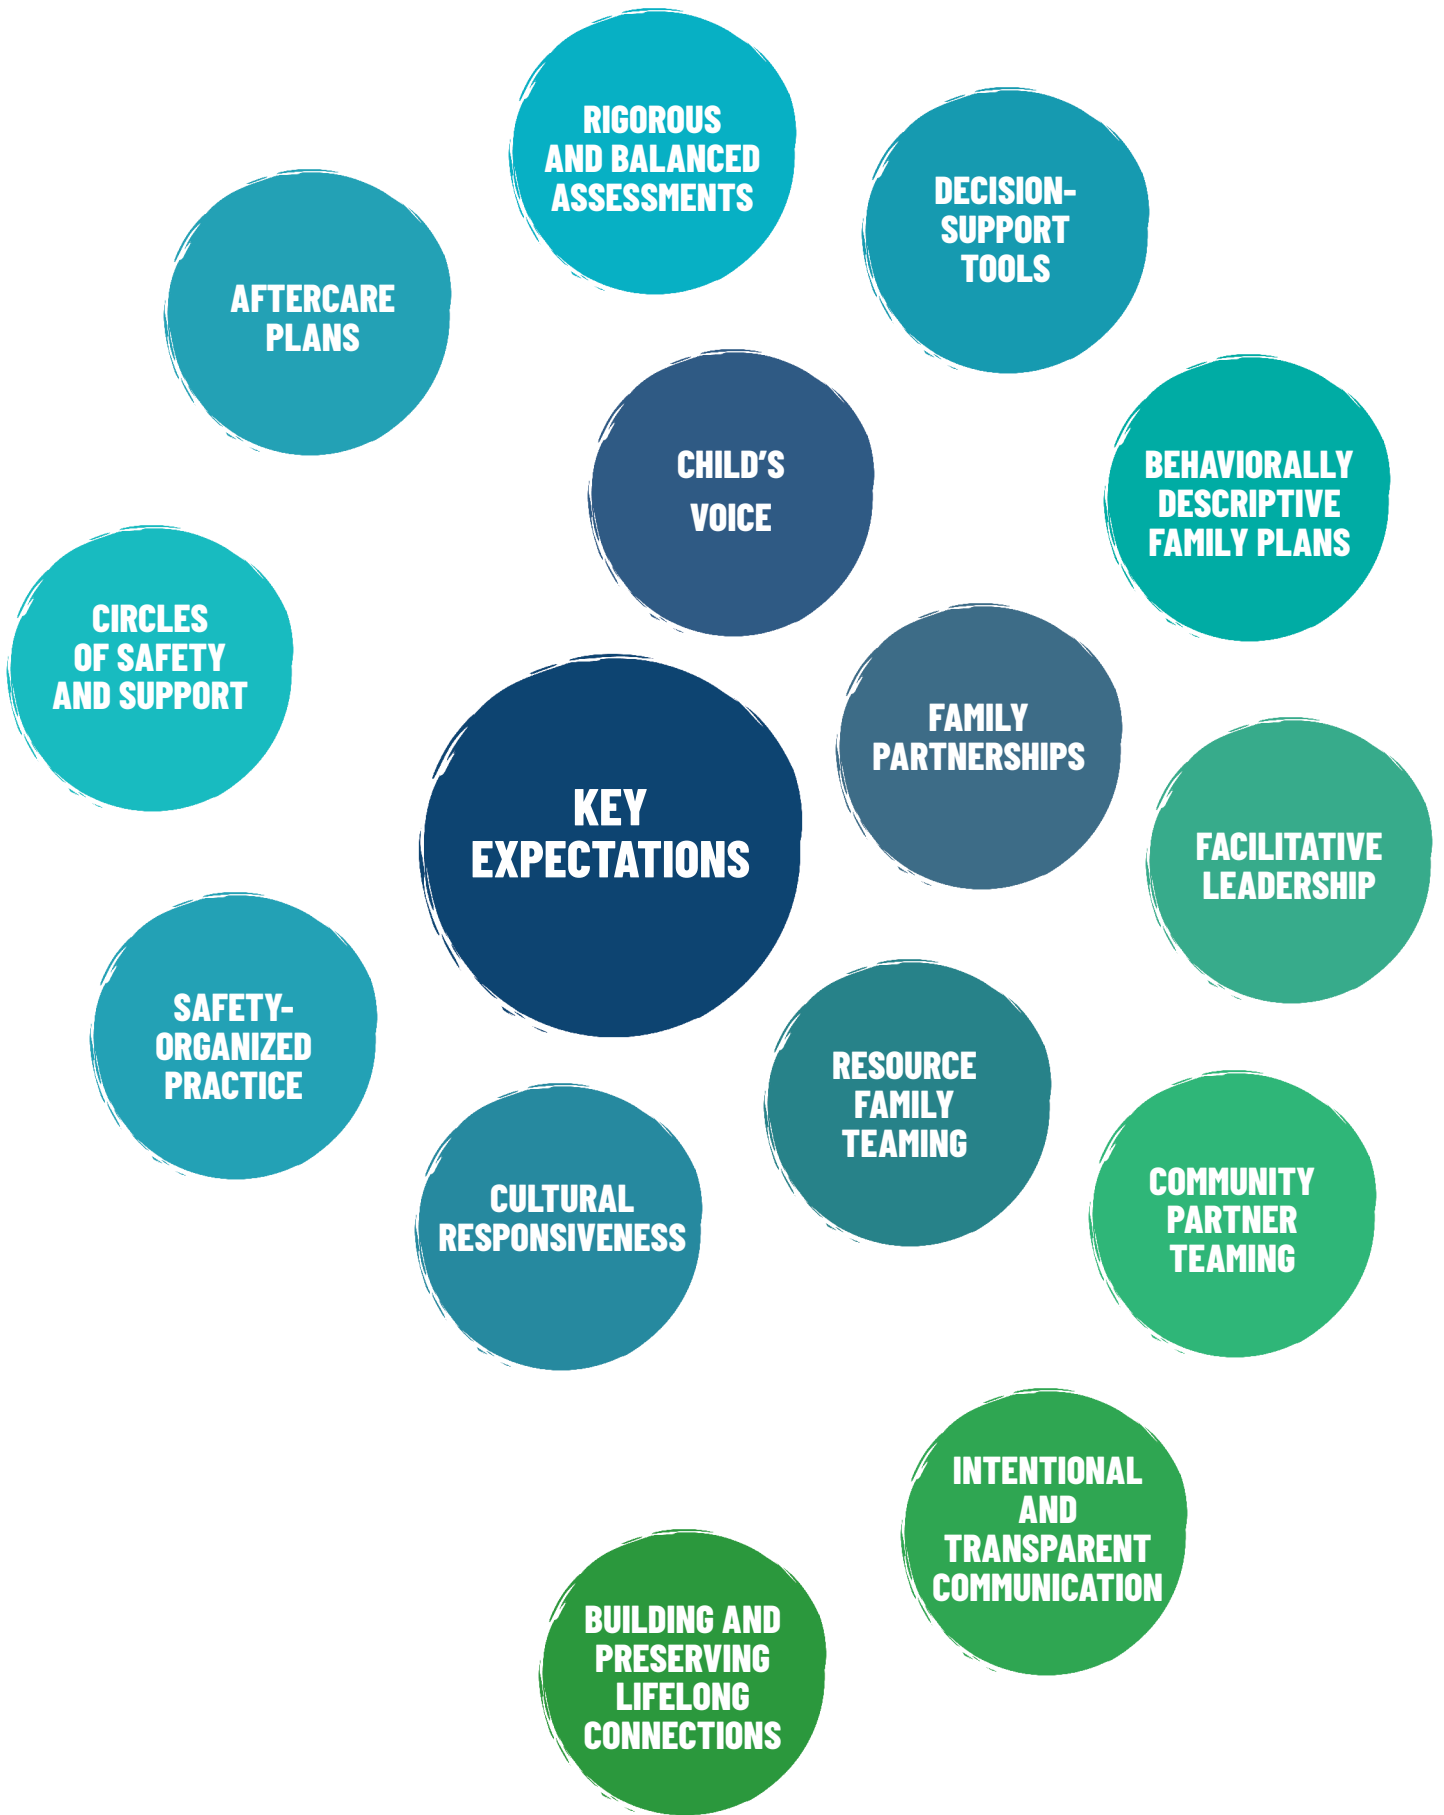 RIGOROUS
AND BALANCED
ASSESSMENTS
DECISION-
SUPPORT
TOOLS
AFTERCARE
PLANS
CHILD’S
VOICE
BEHAVIORALLY
DESCRIPTIVE
FAMILY PLANS
CIRCLES
OF SAFETY
AND SUPPORT
FAMILY
PARTNERSHIPS
KEY
EXPECTATIONS
FACILITATIVE
LEADERSHIP
SAFETY-
ORGANIZED
PRACTICE
RESOURCE
FAMILY
TEAMING
CULTURAL
RESPONSIVENESS
COMMUNITY
PARTNER
TEAMING
INTENTIONAL
AND
TRANSPARENT
COMMUNICATION
BUILDING AND
PRESERVING
LIFELONG
CONNECTIONS